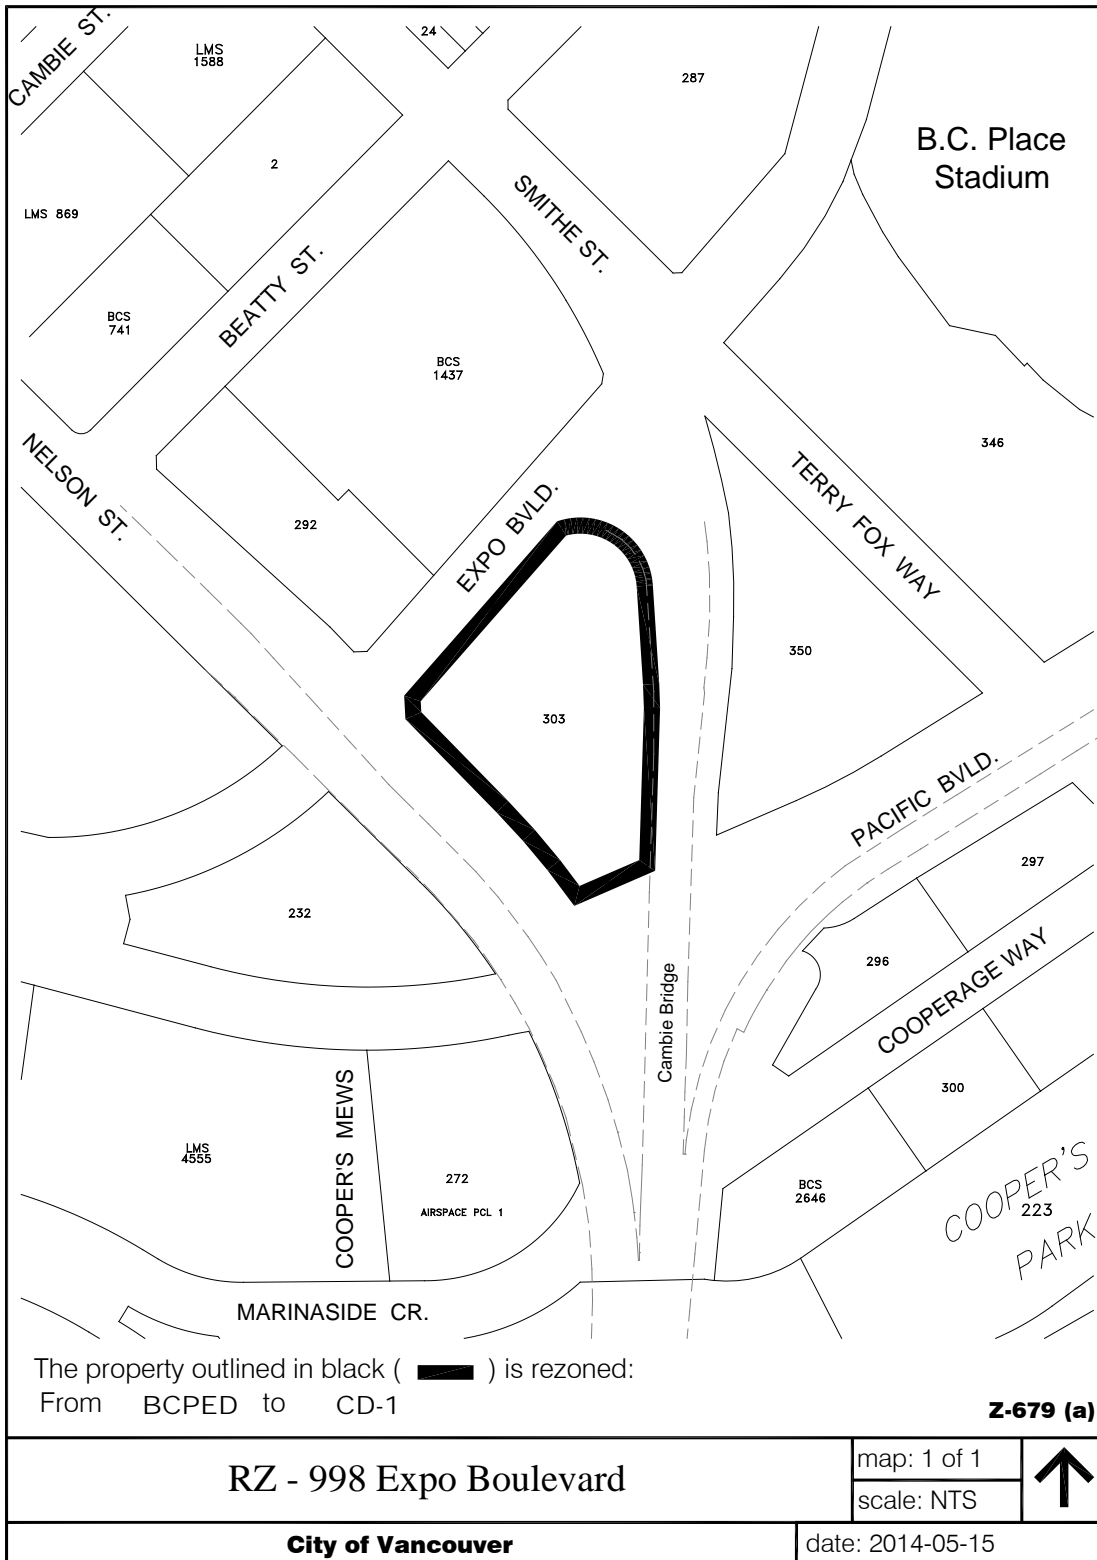 CAMBIE ST.
LMS
1588
24
287
B.C. Place
Stadium
2
LMS 869
SMITHE ST.
BEATTY ST.
BCS
741
BCS
1437
346
NELSON ST.
292
EXPO BVLD.
TERRY FOX WAY
350
303
PACIFIC BVLD.
297
232
296
COOPERAGE WAY
Cambie Bridge
300
COOPER'S MEWS
LMS
4555
272
AIRSPACE PCL 1
BCS
2646
COOPER'S
223
PARK
MARINASIDE CR.
The property outlined in black ( ) is rezoned:
From BCPED to CD-1
Z-679 (a)
RZ - 998 Expo Boulevard
map: 1 of 1
scale: NTS
City of Vancouver
date: 2014-05-15